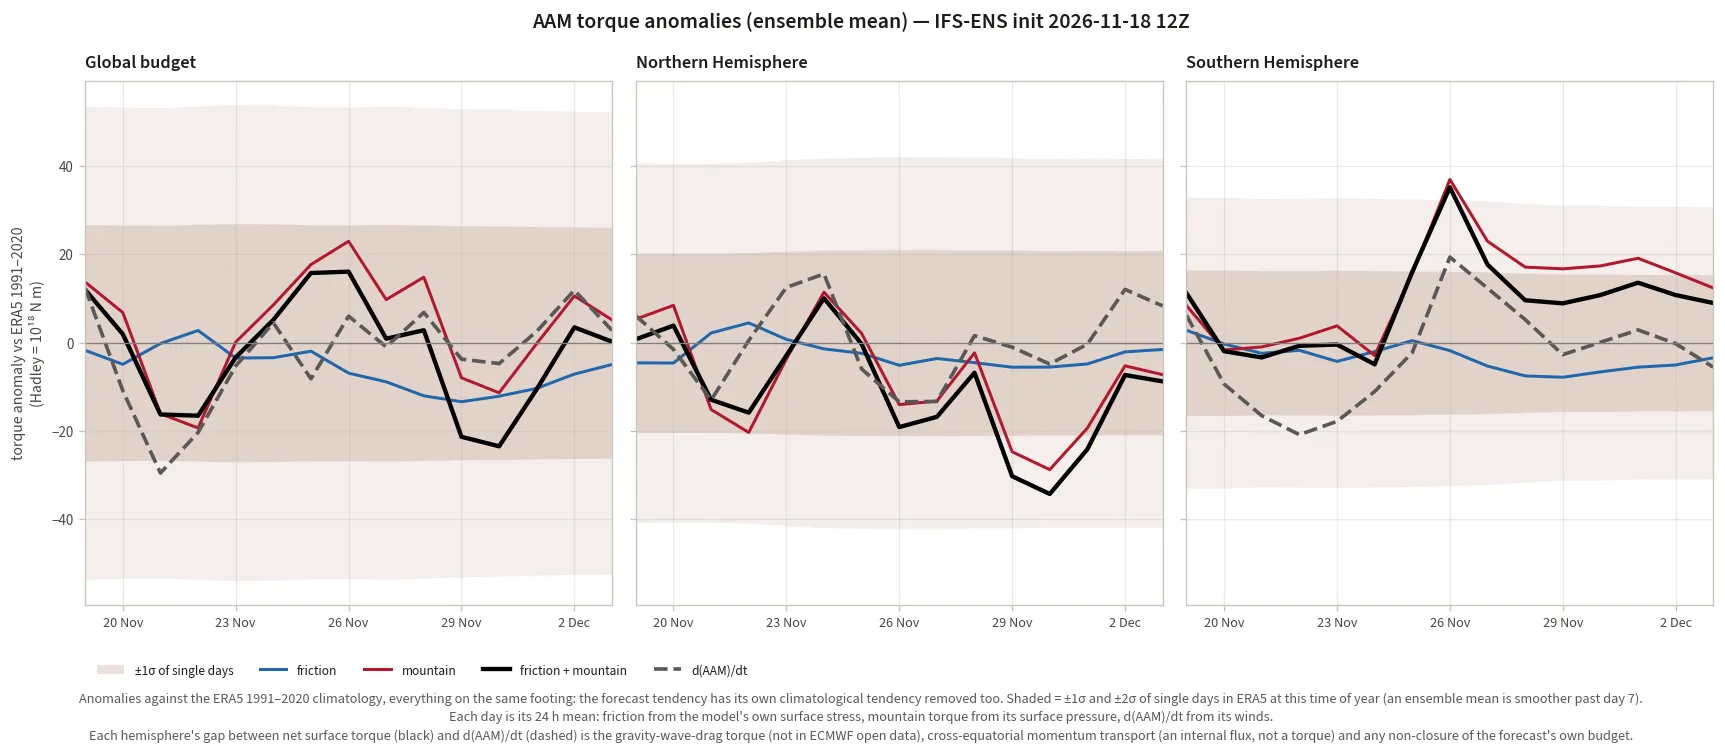 AAM torque anomalies (ensemble mean) — IFS-ENS init 2026-11-18 12Z
Global budget
Northern Hemisphere
Southern Hemisphere
torque anomaly vs ERA5 1991–2020
(Hadley = 10¹⁸ N m)
40
20
0
−20
−40
20 Nov
23 Nov
26 Nov
29 Nov
2 Dec
20 Nov
23 Nov
26 Nov
29 Nov
2 Dec
20 Nov
23 Nov
26 Nov
29 Nov
2 Dec
±1σ of single days
friction
mountain
friction + mountain
d(AAM)/dt
Anomalies against the ERA5 1991–2020 climatology, everything on the same footing: the forecast tendency has its own climatological tendency removed too. Shaded = ±1σ and ±2σ of single days in ERA5 at this time of year (an ensemble mean is smoother past day 7).
Each day is its 24 h mean: friction from the model's own surface stress, mountain torque from its surface pressure, d(AAM)/dt from its winds.
Each hemisphere's gap between net surface torque (black) and d(AAM)/dt (dashed) is the gravity-wave-drag torque (not in ECMWF open data), cross-equatorial momentum transport (an internal flux, not a torque) and any non-closure of the forecast's own budget.